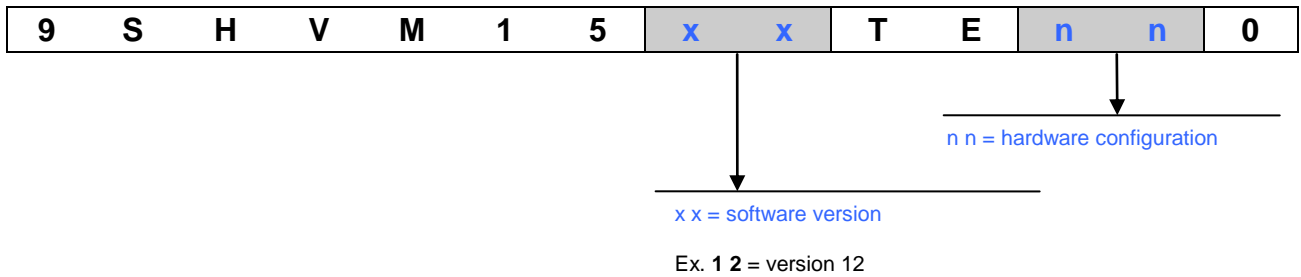 9 S H V M 1 5 x x T E n n 0
n n = hardware configuration
x x = software version
Ex. 1 2 = version 12